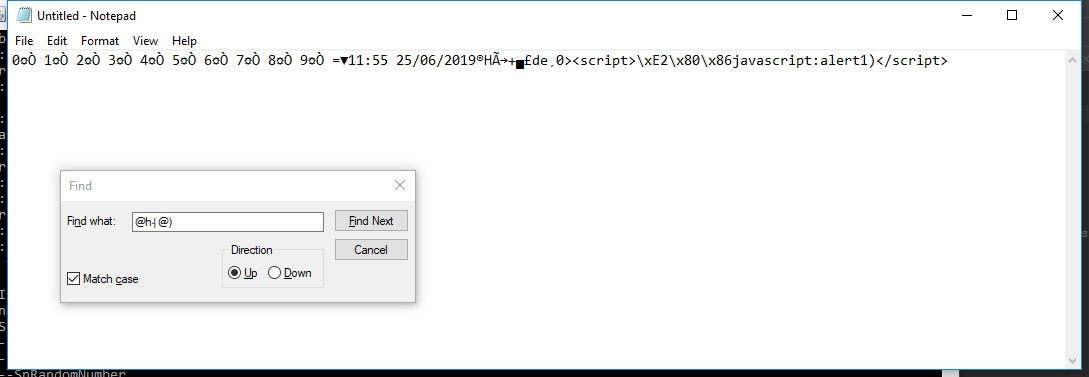 Untitled - Notepad
File Edit Format View Help
0¤Ò 1¤Ò 2¤Ò 3¤Ò 4¤Ò 5¤Ò 6¤Ò 7¤Ò 8¤Ò 9¤Ò =▼11:55 25/06/2019®HÃ→+▄£de¸0><script>\xE2\x80\x86javascript:alert1)</script>
Find
Find what: @h┤@) Find Next
Direction Cancel
Up Down
Match case
--SnRandomNumber